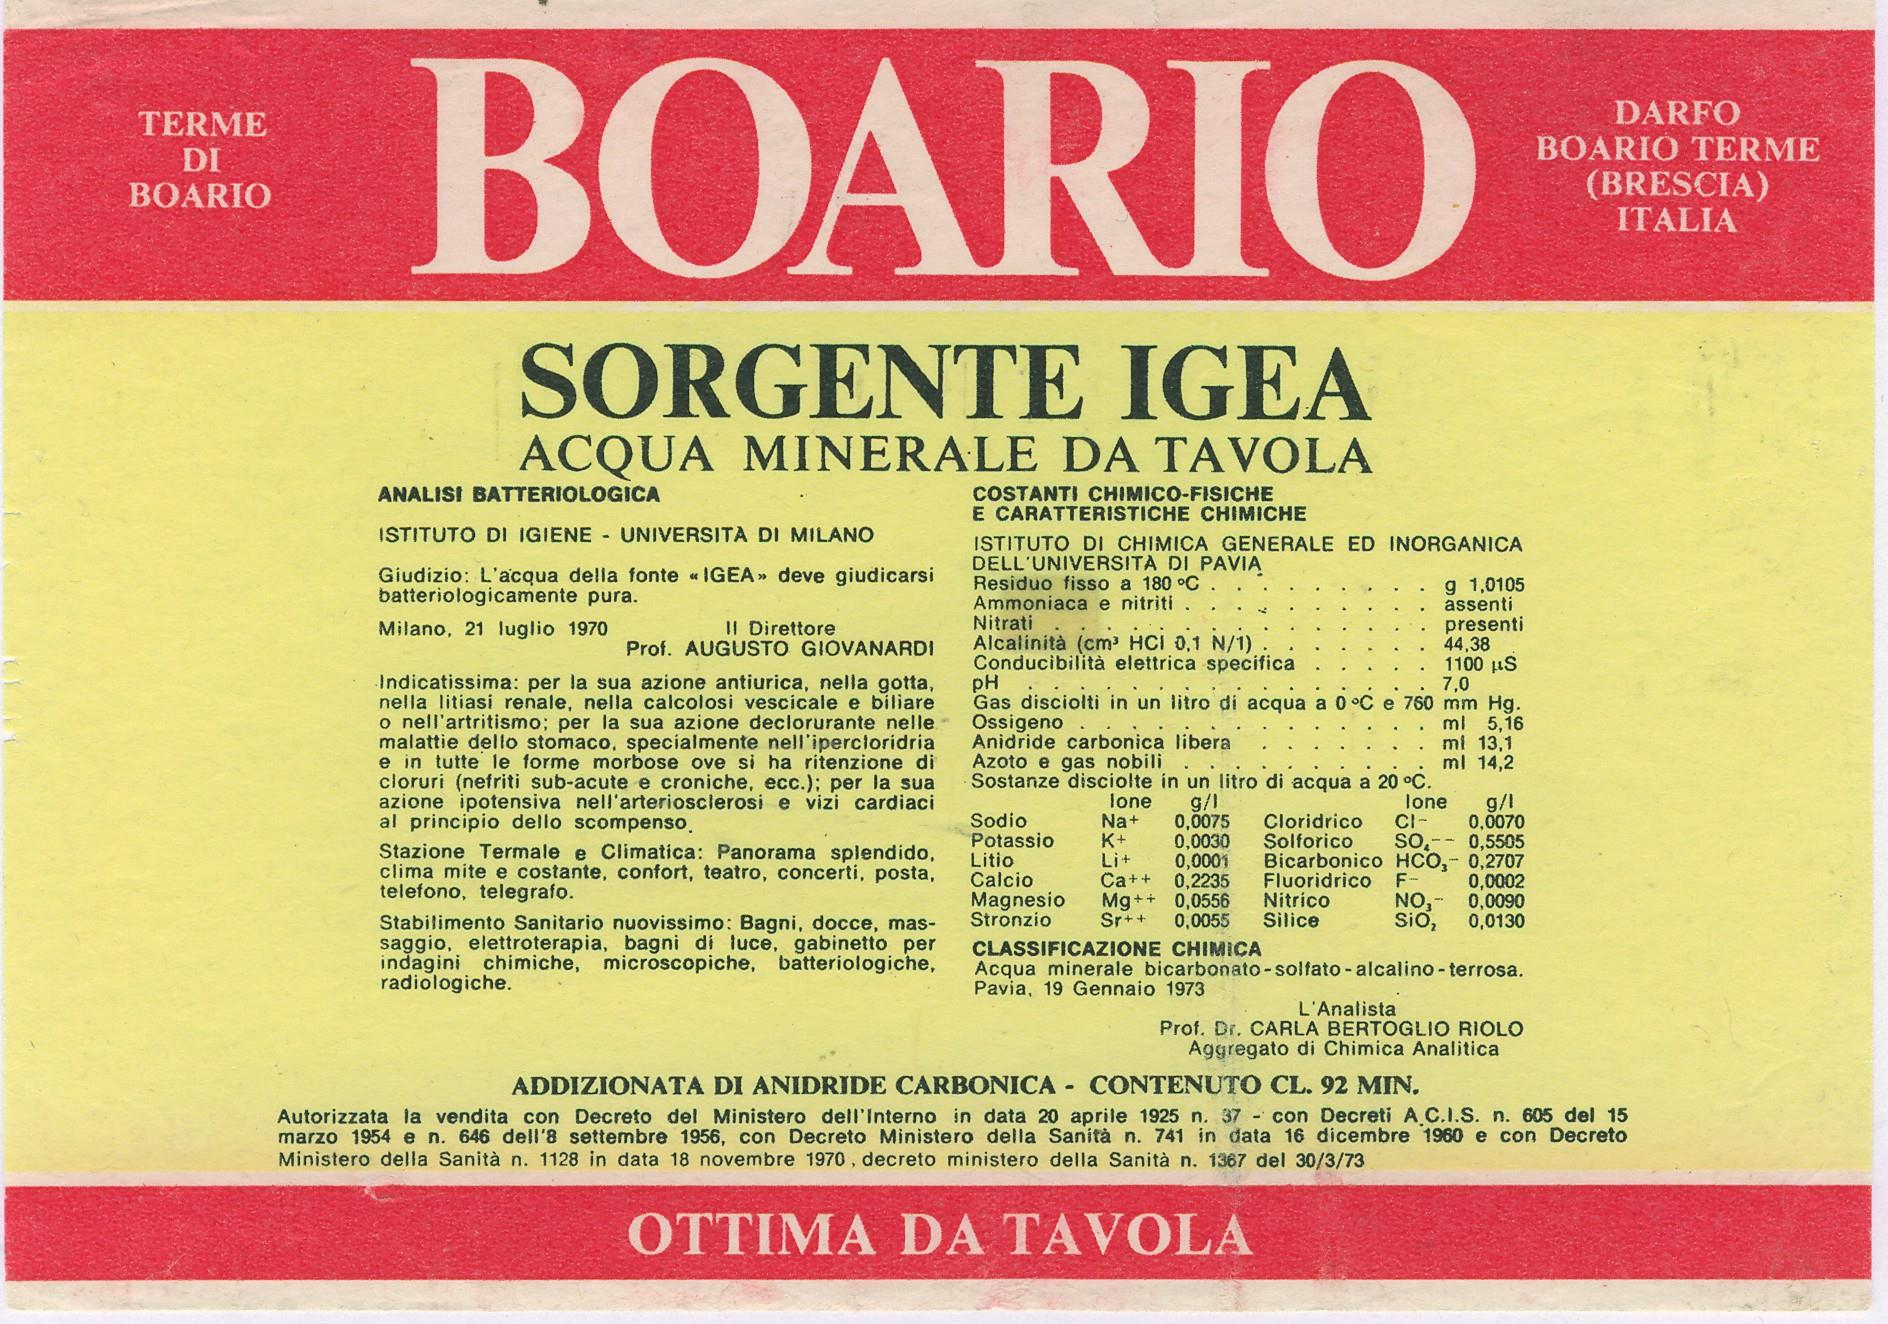 TERME
DI
BOARIO
BOARIO
DARFO
BOARIO TERME
(BRESCIA)
ITALIA
SORGENTE IGEA
ACQUA MINERALE DA TAVOLA
ANALISI BATTERIOLOGICA
ISTITUTO DI IGIENE - UNIVERSITÀ DI MILANO
Giudizio: L'acqua della fonte «IGEA» deve giudicarsi
batteriologicamente pura.
Milano, 21 luglio 1970 Il Direttore
Prof. AUGUSTO GIOVANARDI
Indicatissima: per la sua azione antiurica, nella gotta,
nella litiasi renale, nella calcolosi vescicale e biliare
o nell'artritismo; per la sua azione declorurante nelle
malattie dello stomaco, specialmente nell'ipercloridria
e in tutte le forme morbose ove si ha ritenzione di
cloruri (nefriti sub-acute e croniche, ecc.); per la sua
azione ipotensiva nell'arteriosclerosi e vizi cardiaci
al principio dello scompenso.
Stazione Termale e Climatica: Panorama splendido,
clima mite e costante, confort, teatro, concerti, posta,
telefono, telegrafo.
Stabilimento Sanitario nuovissimo: Bagni, docce, mas-
saggio, elettroterapia, bagni di luce, gabinetto per
indagini chimiche, microscopiche, batteriologiche,
radiologiche.
COSTANTI CHIMICO-FISICHE
E CARATTERISTICHE CHIMICHE
ISTITUTO DI CHIMICA GENERALE ED INORGANICA
DELL'UNIVERSITÀ DI PAVIA
Residuo fisso a 180 °C . . . . . . . . . g 1,0105
Ammoniaca e nitriti . . . . . . . . . . assenti
Nitrati . . . . . . . . . . . . . . . . presenti
Alcalinità (cm³ HCl 0,1 N/1) . . . . . . . 44,38
Conducibilità elettrica specifica . . . . . 1100 µS
pH . . . . . . . . . . . . . . . . . 7,0
Gas disciolti in un litro di acqua a 0 °C e 760 mm Hg.
Ossigeno . . . . . . . . . . . . . . ml 5,16
Anidride carbonica libera . . . . . . . ml 13,1
Azoto e gas nobili . . . . . . . . . . ml 14,2
Sostanze disciolte in un litro di acqua a 20 °C.
Ione g/l Ione g/l
Sodio Na+ 0,0075 Cloridrico Cl- 0,0070
Potassio K+ 0,0030 Solforico SO₄-- 0,5505
Litio Li+ 0,0001 Bicarbonico HCO₃- 0,2707
Calcio Ca++ 0,2235 Fluoridrico F- 0,0002
Magnesio Mg++ 0,0556 Nitrico NO₃- 0,0090
Stronzio Sr++ 0,0055 Silice SiO₂ 0,0130
CLASSIFICAZIONE CHIMICA
Acqua minerale bicarbonato-solfato-alcalino-terrosa.
Pavia, 19 Gennaio 1973
L'Analista
Prof. Dr. CARLA BERTOGLIO RIOLO
Aggregato di Chimica Analitica
ADDIZIONATA DI ANIDRIDE CARBONICA - CONTENUTO CL. 92 MIN.
Autorizzata la vendita con Decreto del Ministero dell'Interno in data 20 aprile 1925 n. 37 - con Decreti A.C.I.S. n. 605 del 15
marzo 1954 e n. 646 dell'8 settembre 1956, con Decreto Ministero della Sanità n. 741 in data 16 dicembre 1960 e con Decreto
Ministero della Sanità n. 1128 in data 18 novembre 1970, decreto ministero della Sanità n. 1367 del 30/3/73
OTTIMA DA TAVOLA